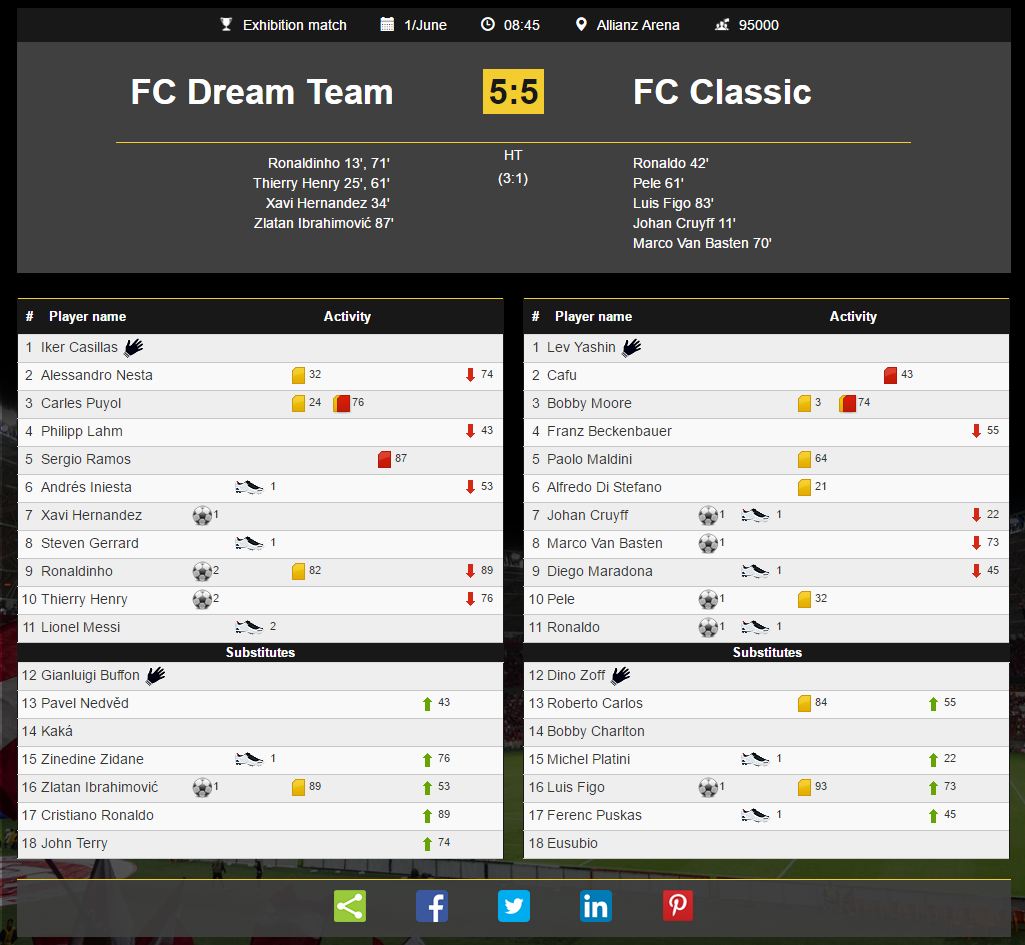 Exhibition match 1/June 08:45 Allianz Arena 95000
FC Dream Team 5:5 FC Classic
HT
(3:1)
Ronaldinho 13', 71'
Thierry Henry 25', 61'
Xavi Hernandez 34'
Zlatan Ibrahimović 87'
Ronaldo 42'
Pele 61'
Luis Figo 83'
Johan Cruyff 11'
Marco Van Basten 70'
# Player name Activity
1 Iker Casillas
2 Alessandro Nesta 32 74
3 Carles Puyol 24 76
4 Philipp Lahm 43
5 Sergio Ramos 87
6 Andrés Iniesta 1 53
7 Xavi Hernandez 1
8 Steven Gerrard 1
9 Ronaldinho 2 82 89
10 Thierry Henry 2 76
11 Lionel Messi 2
Substitutes
12 Gianluigi Buffon
13 Pavel Nedvěd 43
14 Kaká
15 Zinedine Zidane 1 76
16 Zlatan Ibrahimović 1 89 53
17 Cristiano Ronaldo 89
18 John Terry 74
# Player name Activity
1 Lev Yashin
2 Cafu 43
3 Bobby Moore 3 74
4 Franz Beckenbauer 55
5 Paolo Maldini 64
6 Alfredo Di Stefano 21
7 Johan Cruyff 1 1 22
8 Marco Van Basten 1 73
9 Diego Maradona 1 45
10 Pele 1 32
11 Ronaldo 1 1
Substitutes
12 Dino Zoff
13 Roberto Carlos 84 55
14 Bobby Charlton
15 Michel Platini 1 22
16 Luis Figo 1 93 73
17 Ferenc Puskas 1 45
18 Eusubio